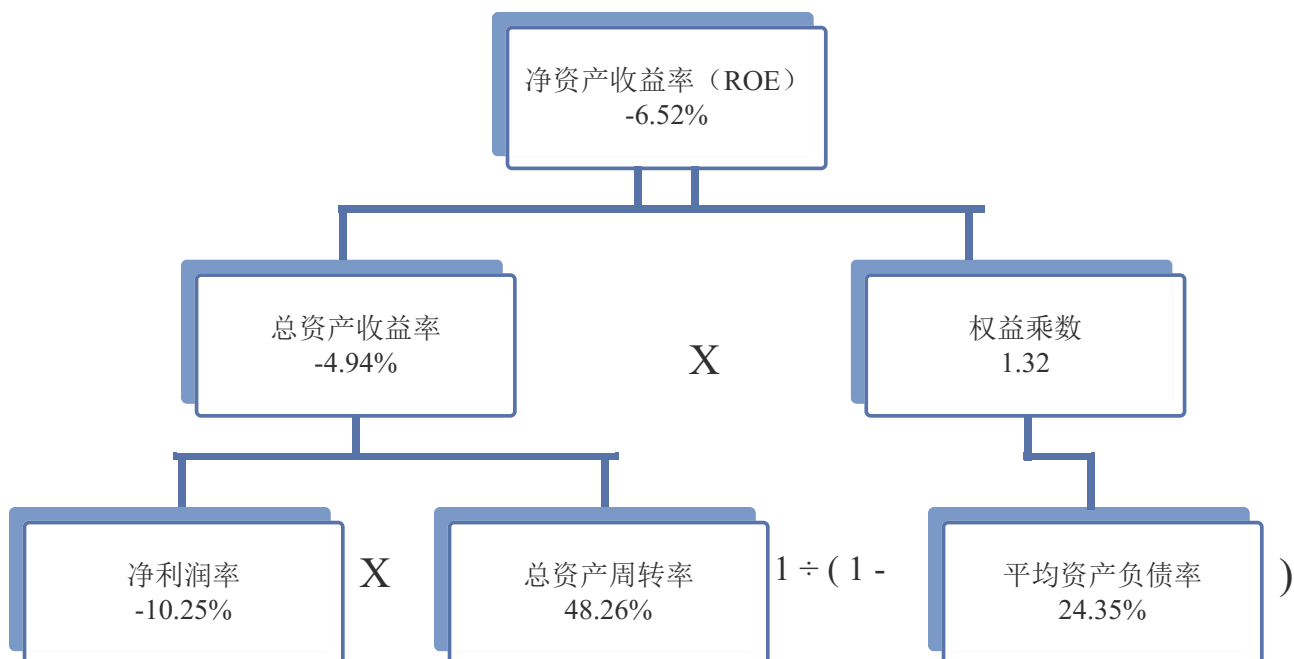 净资产收益率（ROE）
-6.52%
总资产收益率
-4.94%
X
权益乘数
1.32
净利润率
-10.25%
X
总资产周转率
48.26%
1 ÷ ( 1 -
平均资产负债率
24.35%
)